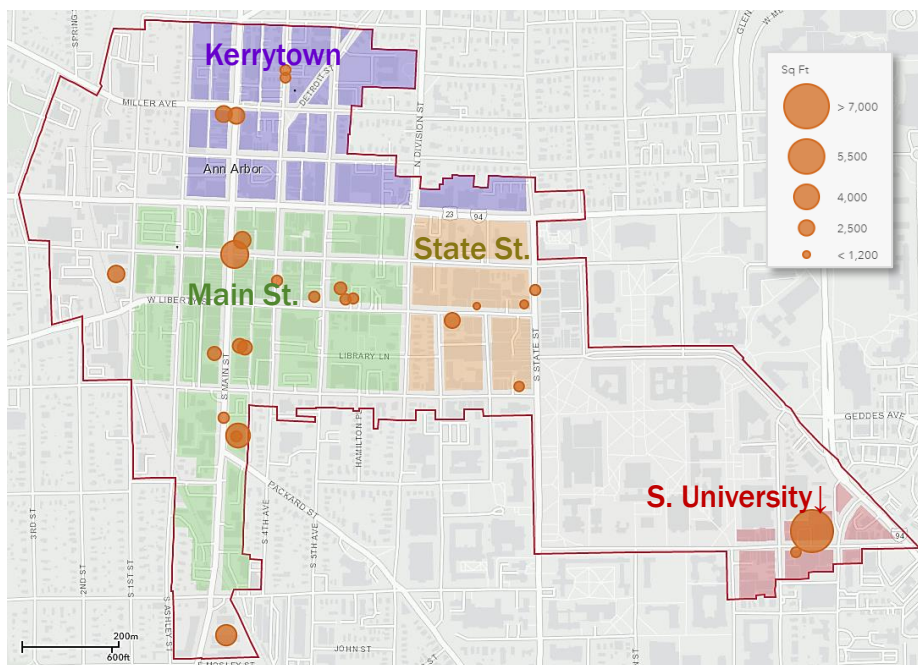 SPRING
GLEN
W. M
Kerrytown
DETROIT ST
MILLER AVE
N DIVISION ST
Ann Arbor
23
94
State St.
Main St.
W LIBERTY ST
LIBRARY LN
S MAIN ST
S STATE ST
HAMILTON PL
PACKARD ST
GEDDES AVE
S. University↓
94
3RD ST
2ND ST
S 1ST ST
S ASHLEY ST
S 4TH AVE
S 5TH AVE
JOHN ST
E MOSLEY ST
200m
600ft
Sq Ft
> 7,000
5,500
4,000
2,500
< 1,200